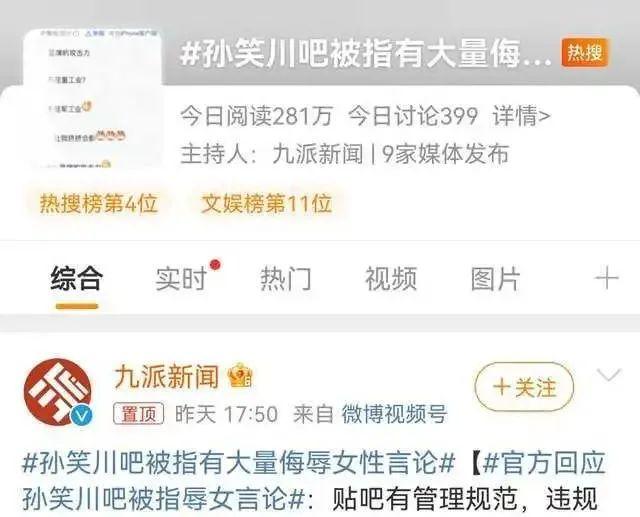 #孙笑川吧被指有大量侮...
热搜
今日阅读281万 今日讨论399 详情>
主持人：九派新闻 | 9家媒体发布
热搜榜第4位 文娱榜第11位
综合 实时 热门 视频 图片 +
九派新闻
+关注
置顶 昨天 17:50 来自 微博视频号
#孙笑川吧被指有大量侮辱女性言论#【#官方回应
孙笑川吧被指辱女言论#：贴吧有管理规范，违规